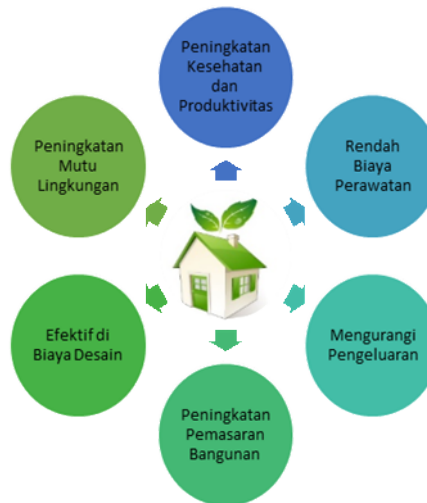 Peningkatan
Kesehatan
dan
Produktivitas
Rendah
Biaya
Perawatan
Mengurangi
Pengeluaran
Peningkatan
Pemasaran
Bangunan
Efektif di
Biaya Desain
Peningkatan
Mutu
Lingkungan